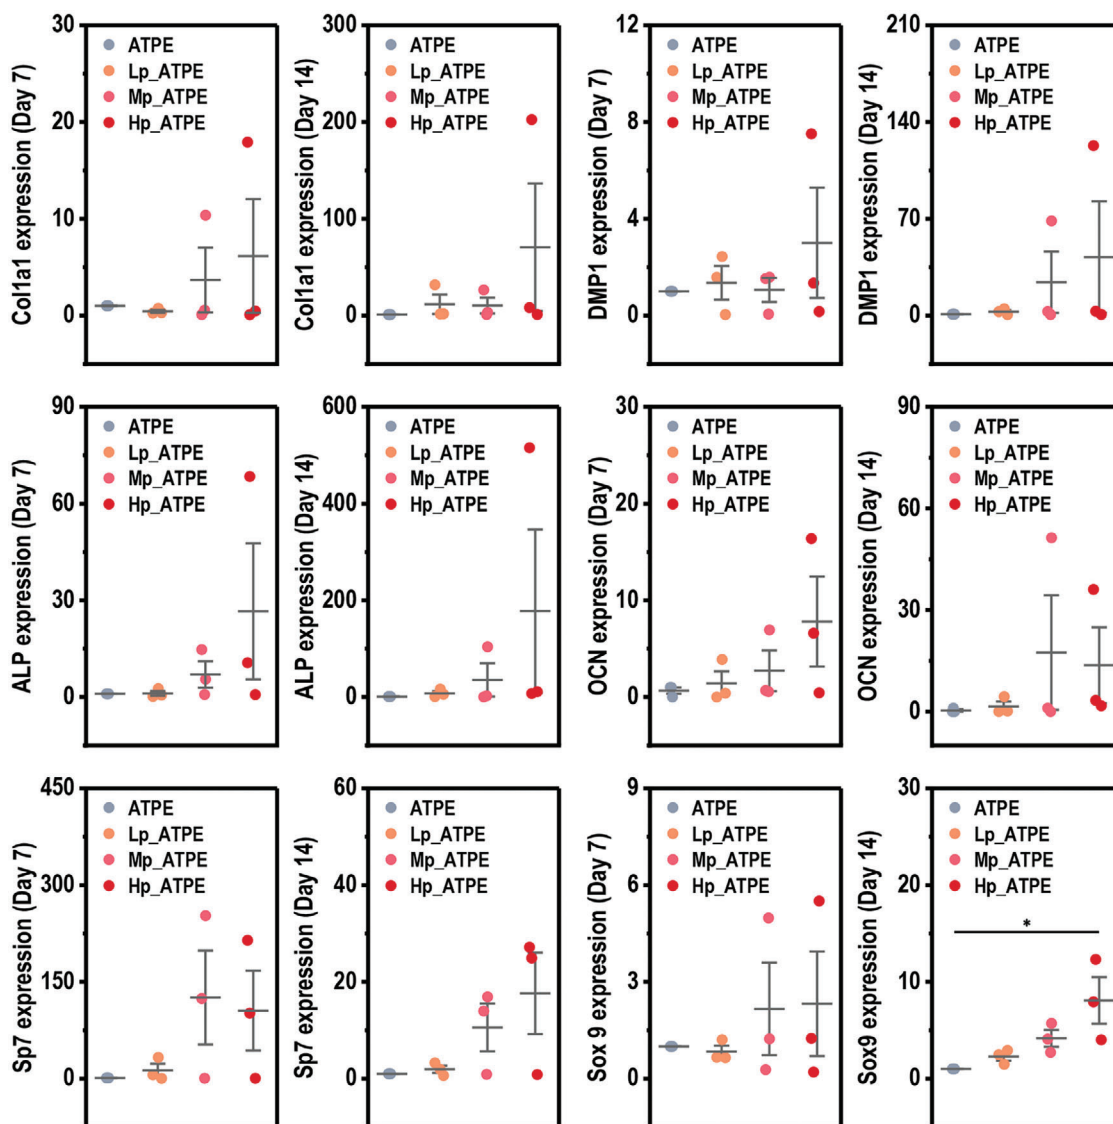 Col1a1 expression (Day 7)
30
20
10
0
ATPE
Lp_ATPE
Mp_ATPE
Hp_ATPE
Col1a1 expression (Day 14)
300
200
100
0
ATPE
Lp_ATPE
Mp_ATPE
Hp_ATPE
DMP1 expression (Day 7)
12
8
4
0
ATPE
Lp_ATPE
Mp_ATPE
Hp_ATPE
DMP1 expression (Day 14)
210
140
70
0
ATPE
Lp_ATPE
Mp_ATPE
Hp_ATPE
ALP expression (Day 7)
90
60
30
0
ATPE
Lp_ATPE
Mp_ATPE
Hp_ATPE
ALP expression (Day 14)
600
400
200
0
ATPE
Lp_ATPE
Mp_ATPE
Hp_ATPE
OCN expression (Day 7)
30
20
10
0
ATPE
Lp_ATPE
Mp_ATPE
Hp_ATPE
OCN expression (Day 14)
90
60
30
0
ATPE
Lp_ATPE
Mp_ATPE
Hp_ATPE
Sp7 expression (Day 7)
450
300
150
0
ATPE
Lp_ATPE
Mp_ATPE
Hp_ATPE
Sp7 expression (Day 14)
60
40
20
0
ATPE
Lp_ATPE
Mp_ATPE
Hp_ATPE
Sox 9 expression (Day 7)
9
6
3
0
ATPE
Lp_ATPE
Mp_ATPE
Hp_ATPE
Sox9 expression (Day 14)
30
20
10
0
ATPE
Lp_ATPE
Mp_ATPE
Hp_ATPE
*